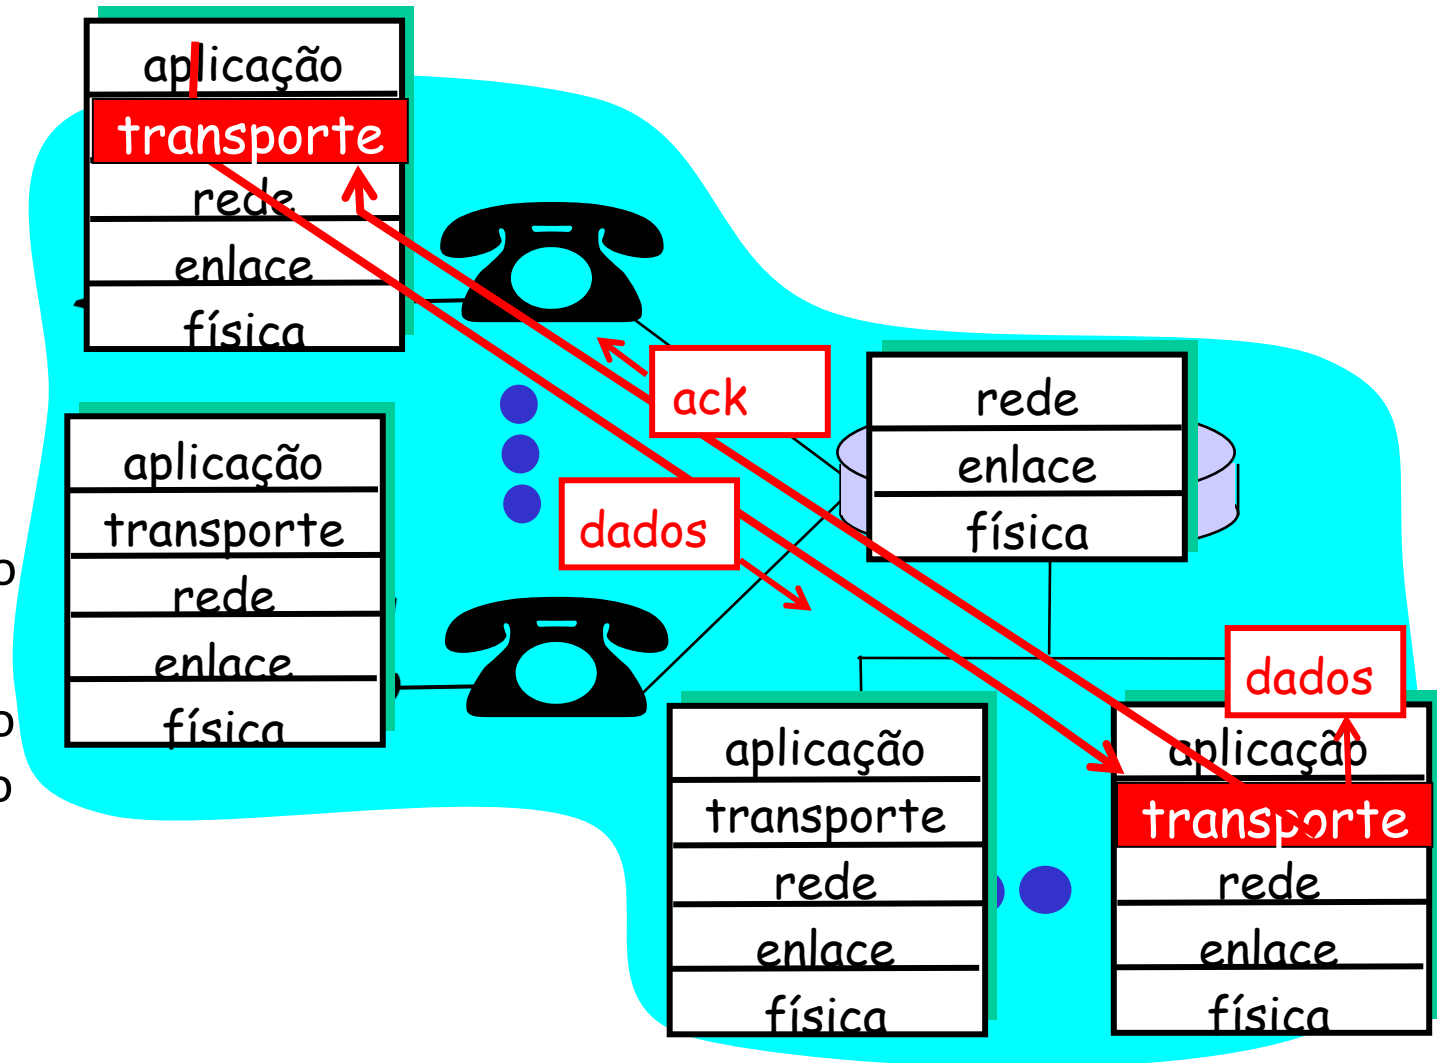 aplicação
transporte
rede
enlace
física
ack
rede
enlace
física
aplicação
transporte
rede
enlace
física
dados
o
o
o
dados
aplicação
transporte
rede
enlace
física
aplicação
transporte
rede
enlace
física